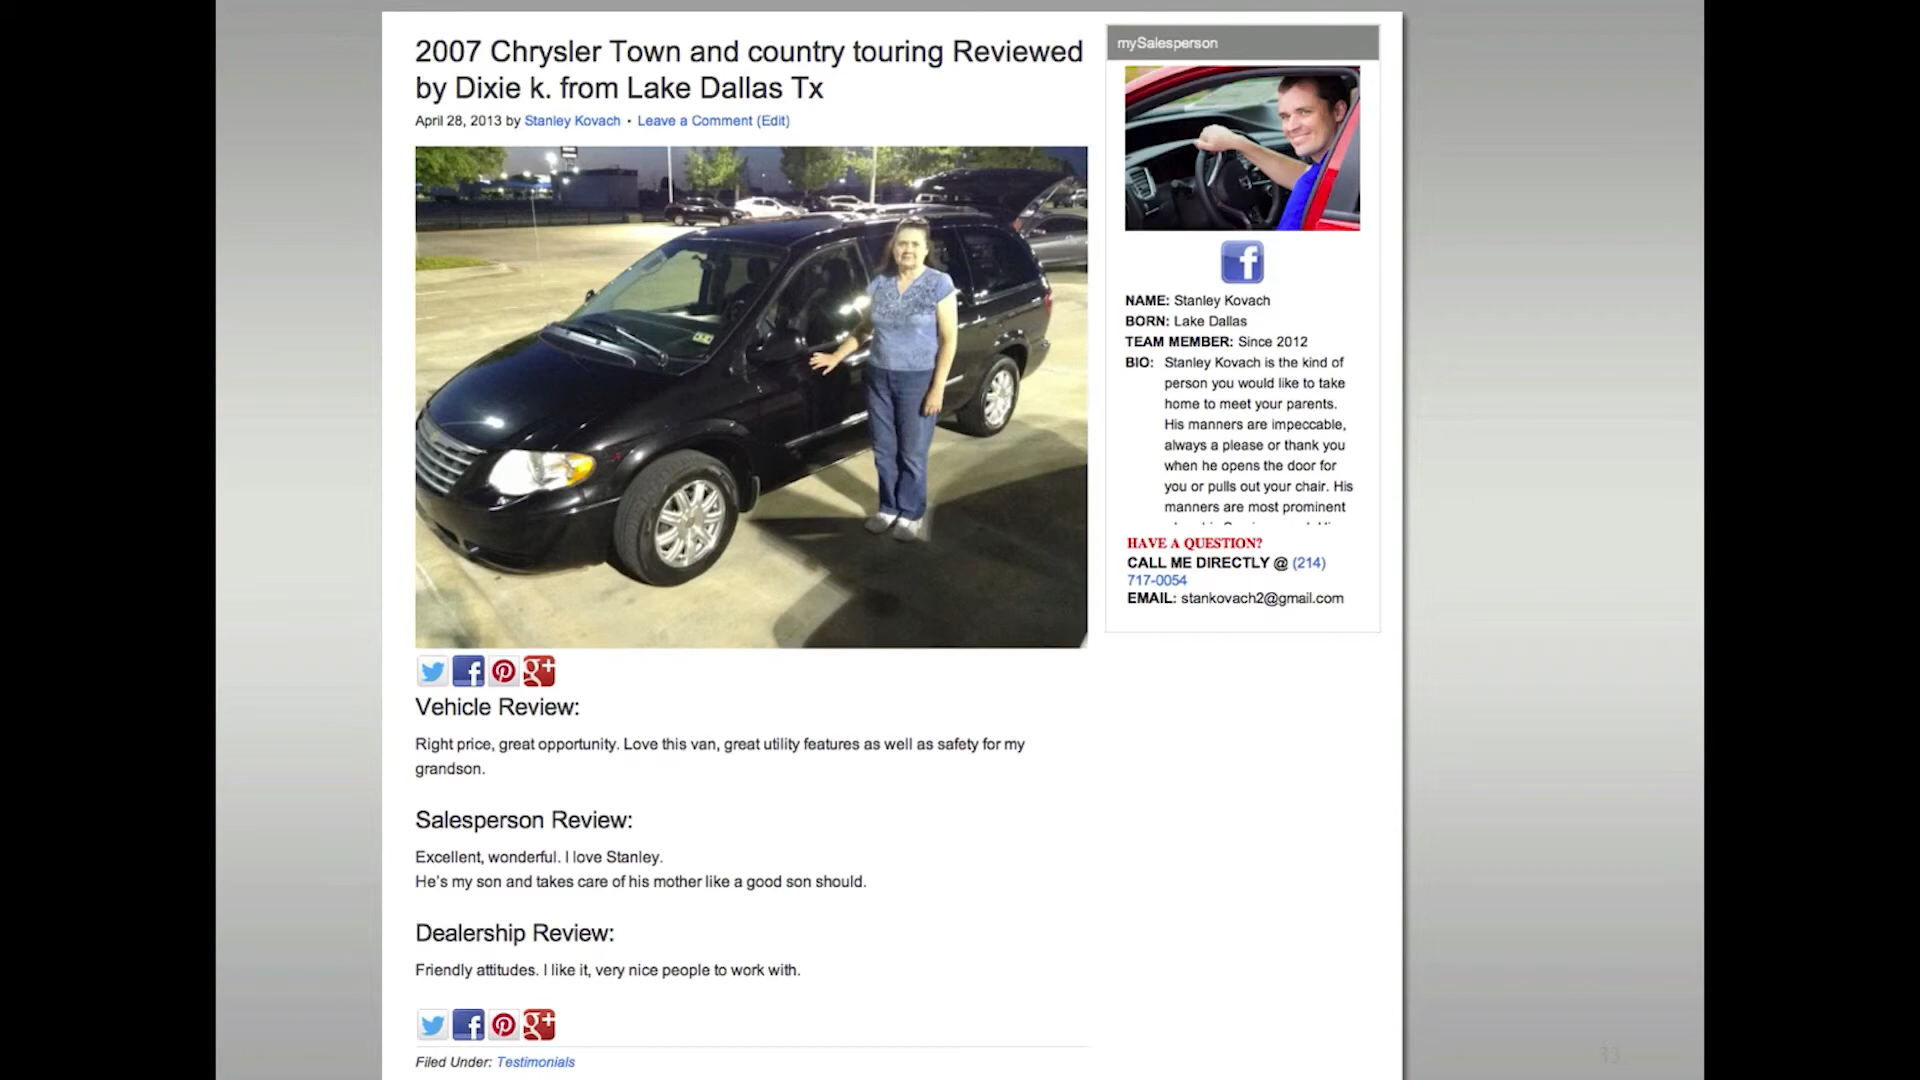 2007 Chrysler Town and country touring Reviewed
by Dixie k. from Lake Dallas Tx
April 28, 2013 by Stanley Kovach • Leave a Comment (Edit)
Vehicle Review:
Right price, great opportunity. Love this van, great utility features as well as safety for my
grandson.
Salesperson Review:
Excellent, wonderful. I love Stanley.
He's my son and takes care of his mother like a good son should.
Dealership Review:
Friendly attitudes. I like it, very nice people to work with.
Filed Under: Testimonials
mySalesperson
NAME: Stanley Kovach
BORN: Lake Dallas
TEAM MEMBER: Since 2012
BIO: Stanley Kovach is the kind of
person you would like to take
home to meet your parents.
His manners are impeccable,
always a please or thank you
when he opens the door for
you or pulls out your chair. His
manners are most prominent
HAVE A QUESTION?
CALL ME DIRECTLY @ (214)
717-0054
EMAIL: stankovach2@gmail.com
33